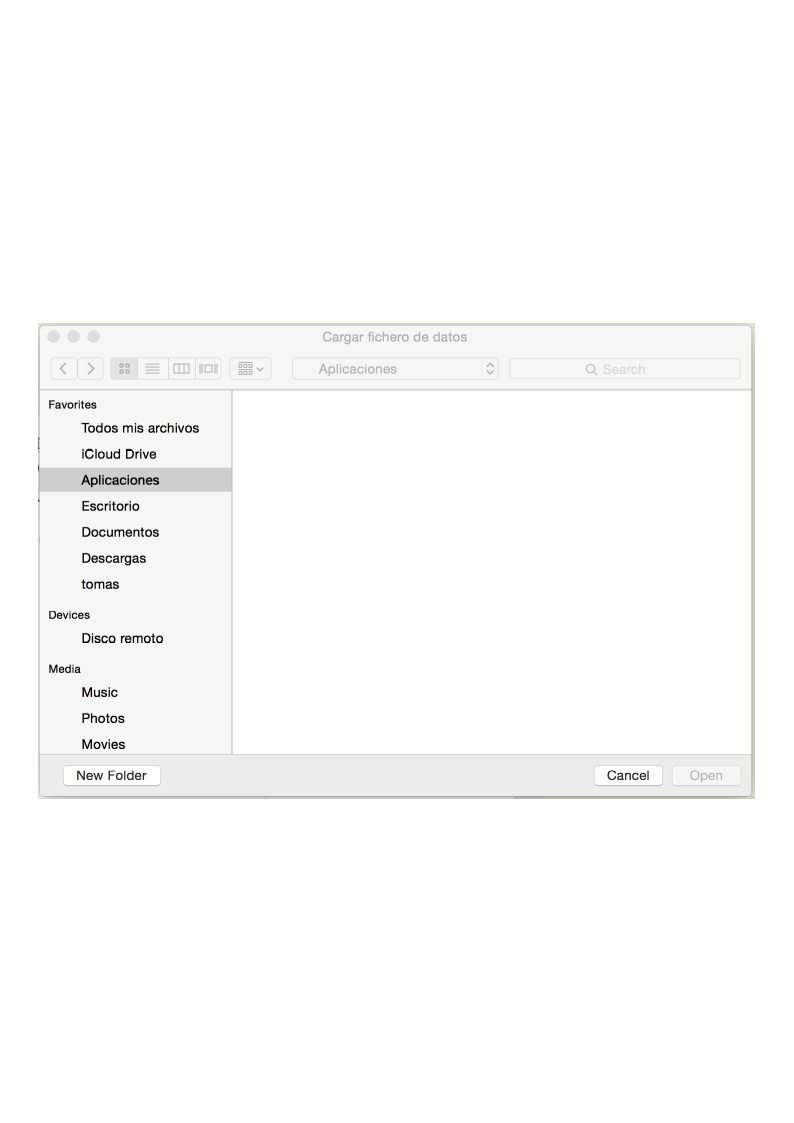 Cargar fichero de datos
Aplicaciones
Search
Favorites
Todos mis archivos
iCloud Drive
Aplicaciones
Escritorio
Documentos
Descargas
tomas
Devices
Disco remoto
Media
Music
Photos
Movies
New Folder
Cancel
Open